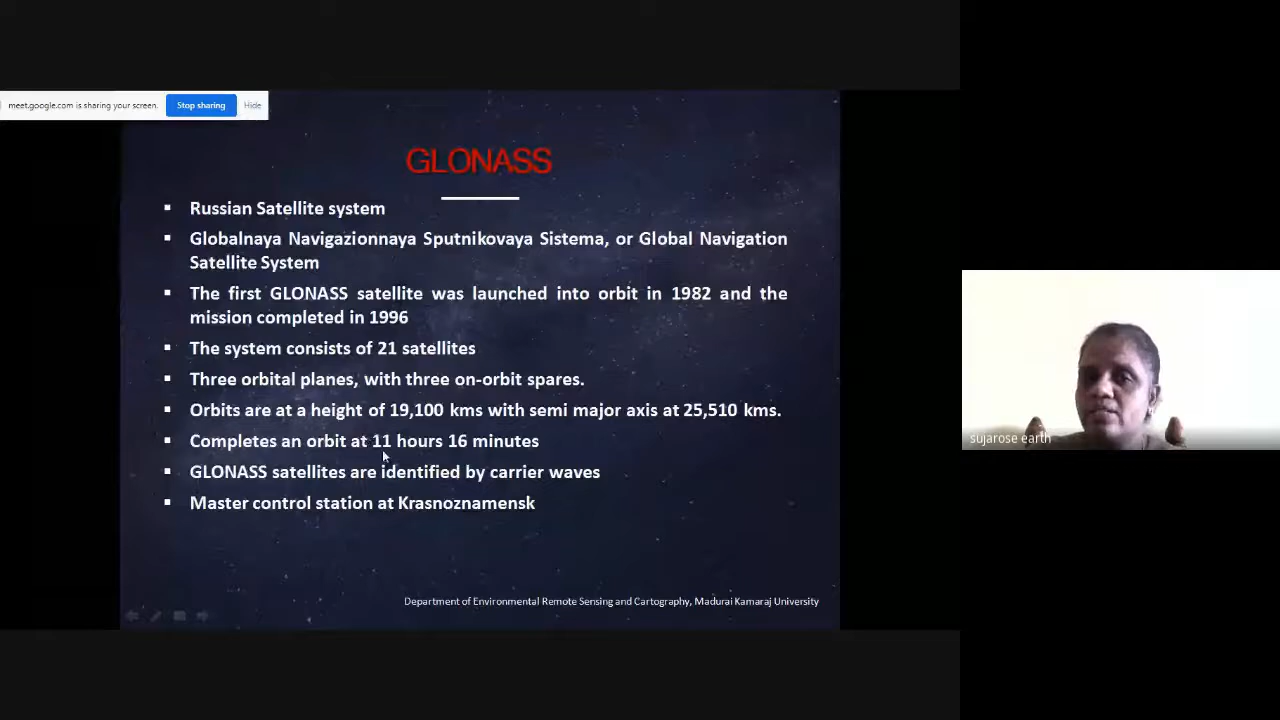 meet.google.com is sharing your screen.
Stop sharing
Hide
GLONASS
▪ Russian Satellite system
▪ Globalnaya Navigazionnaya Sputnikovaya Sistema, or Global Navigation
Satellite System
▪ The first GLONASS satellite was launched into orbit in 1982 and the
mission completed in 1996
▪ The system consists of 21 satellites
▪ Three orbital planes, with three on-orbit spares.
▪ Orbits are at a height of 19,100 kms with semi major axis at 25,510 kms.
▪ Completes an orbit at 11 hours 16 minutes
▪ GLONASS satellites are identified by carrier waves
▪ Master control station at Krasnoznamensk
Department of Environmental Remote Sensing and Cartography, Madurai Kamaraj University
sujarose earth